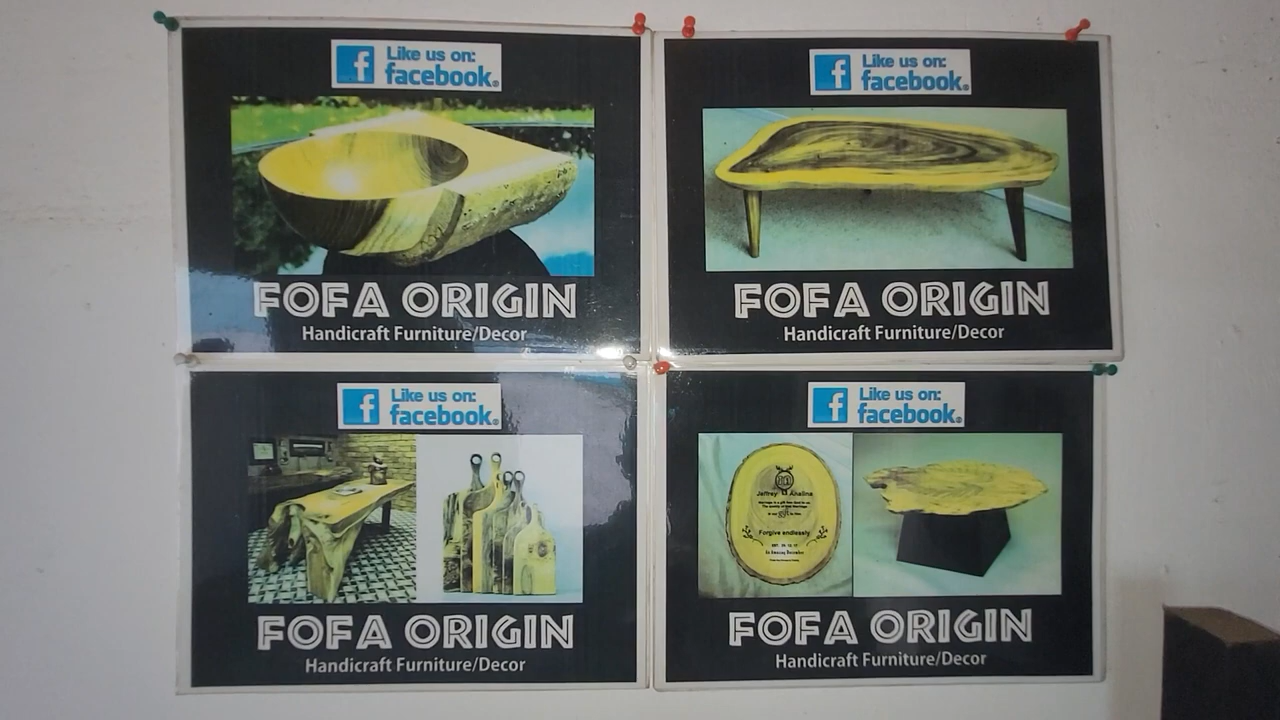 Like us on:
facebook®
FOFA ORIGIN
Handicraft Furniture/Decor
Like us on:
facebook®
FOFA ORIGIN
Handicraft Furniture/Decor
Like us on:
facebook®
FOFA ORIGIN
Handicraft Furniture/Decor
Like us on:
facebook®
Jeffrey Analina
Forgive endlessly
FOFA ORIGIN
Handicraft Furniture/Decor